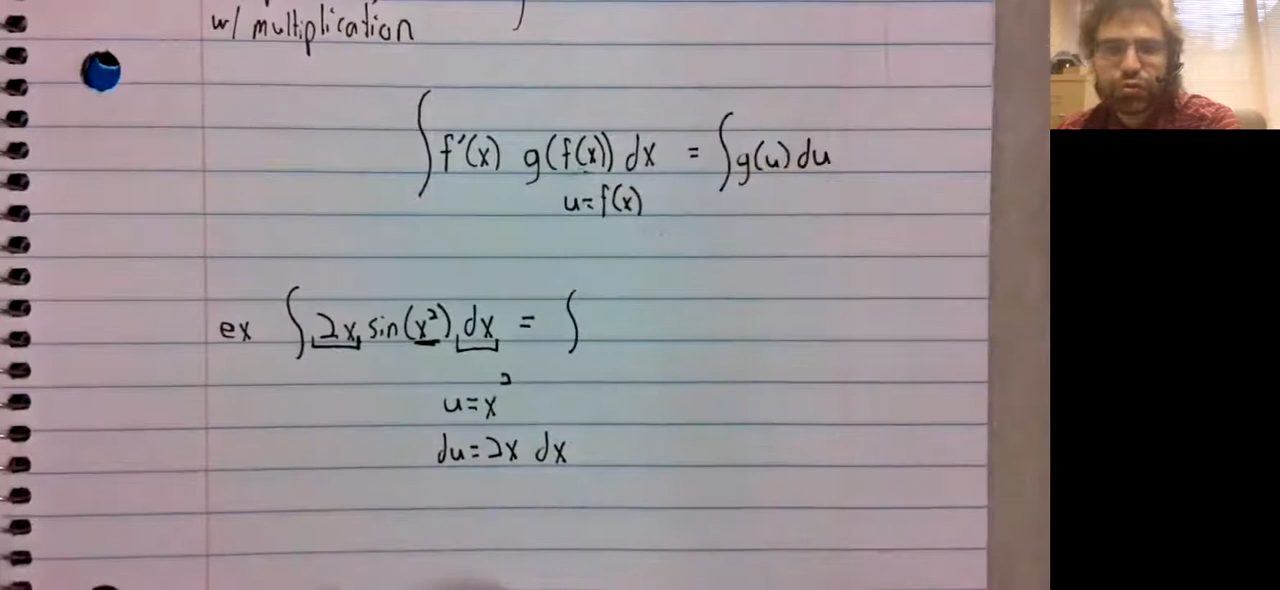 w/ multiplication
∫ f'(x) g(f(x)) dx = ∫ g(u) du
u=f(x)
ex ∫ 2x sin(x²) dx = ∫
u=x²
du=2x dx